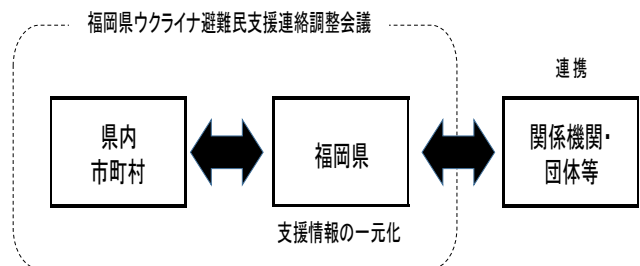 福岡県ウクライナ避難民支援連絡調整会議
連携
県内
市町村
福岡県
関係機関・
団体等
支援情報の一元化